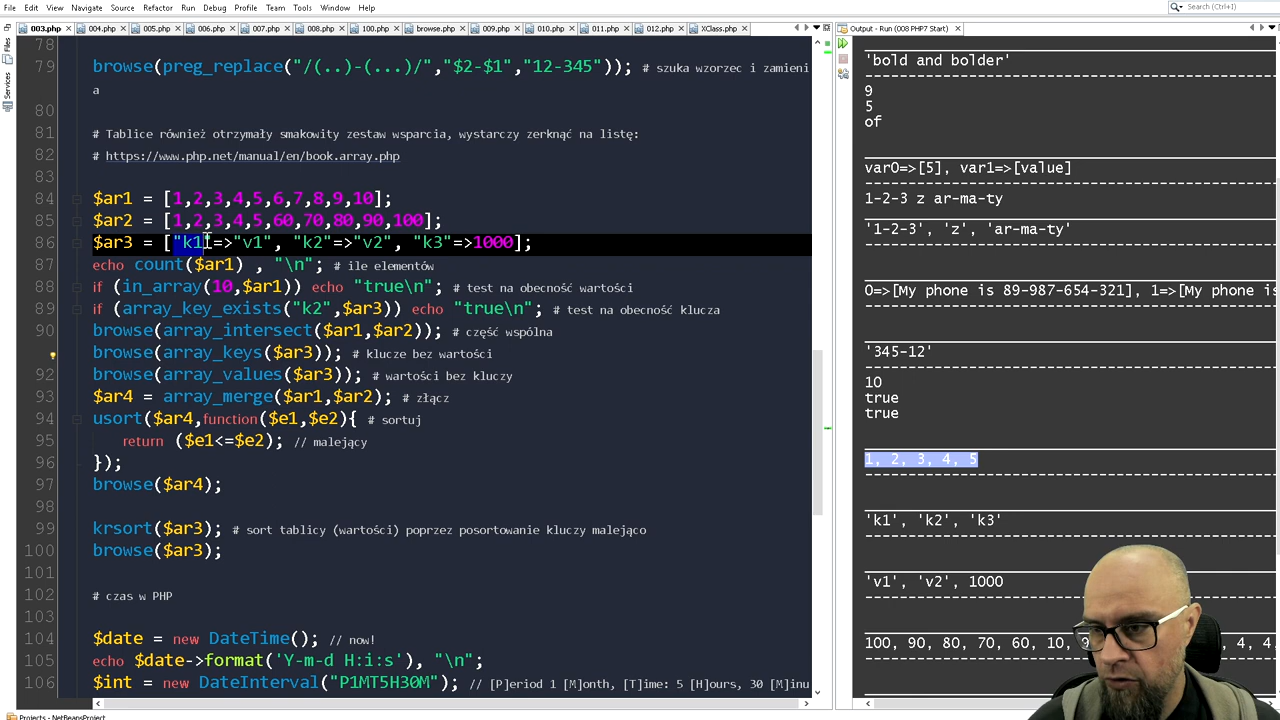 File Edit View Navigate Source Refactor Run Debug Profile Team Tools Window Help
Search (Ctrl+I)
003.php 004.php 005.php 006.php 007.php 008.php 100.php browse.php 009.php 010.php 011.php 012.php XClass.php
Output - Run (008 PHP7 Start)
Files
Services
78
79 browse(preg_replace("/(..)-(...)/","$2-$1","12-345")); # szuka wzorzec i zamieni
a
80
81 # Tablice również otrzymały smakowity zestaw wsparcia, wystarczy zerknąć na listę:
82 # https://www.php.net/manual/en/book.array.php
83
84 $ar1 = [1,2,3,4,5,6,7,8,9,10];
85 $ar2 = [1,2,3,4,5,60,70,80,90,100];
86 $ar3 = ["k1"=>"v1", "k2"=>"v2", "k3"=>1000];
87 echo count($ar1) , "\n"; # ile elementów
88 if (in_array(10,$ar1)) echo "true\n"; # test na obecność wartości
89 if (array_key_exists("k2",$ar3)) echo "true\n"; # test na obecność klucza
90 browse(array_intersect($ar1,$ar2)); # część wspólna
browse(array_keys($ar3)); # klucze bez wartości
92 browse(array_values($ar3)); # wartości bez kluczy
93 $ar4 = array_merge($ar1,$ar2); # złącz
94 usort($ar4,function($e1,$e2){ # sortuj
95 return ($e1<=$e2); // malejący
96 });
97 browse($ar4);
98
99 krsort($ar3); # sort tablicy (wartości) poprzez posortowanie kluczy malejąco
100 browse($ar3);
101
102 # czas w PHP
103
104 $date = new DateTime(); // now!
105 echo $date->format('Y-m-d H:i:s'), "\n";
106 $int = new DateInterval("P1MT5H30M"); // [P]eriod 1 [M]onth, [T]ime: 5 [H]ours, 30 [M]inu
'bold and bolder'
9
5
of
var0=>[5], var1=>[value]
1-2-3 z ar-ma-ty
'1-2-3', 'z', 'ar-ma-ty'
0=>[My phone is 89-987-654-321], 1=>[My phone is
'345-12'
10
true
true
1, 2, 3, 4, 5
'k1', 'k2', 'k3'
'v1', 'v2', 1000
100, 90, 80, 70, 60, 10, 9 4, 4,
Projects - NetBeansProject